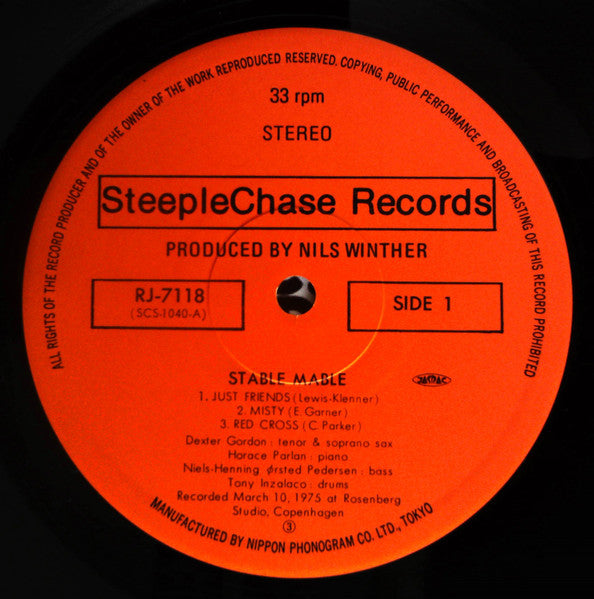 ALL RIGHTS OF THE RECORD PRODUCER AND OF THE OWNER OF THE WORK REPRODUCED RESERVED. COPYING, PUBLIC PERFORMANCE AND BROADCASTING OF THIS RECORD PROHIBITED
33 rpm
STEREO
SteepleChase Records
PRODUCED BY NILS WINTHER
RJ-7118
(SCS-1040-A)
SIDE 1
STABLE MABLE
JASRAC
1. JUST FRIENDS (Lewis-Klenner)
2. MISTY (E. Garner)
3. RED CROSS (C. Parker)
Dexter Gordon : tenor & soprano sax
Horace Parlan : piano
Niels-Henning Ørsted Pedersen : bass
Tony Inzalaco : drums
Recorded March 10, 1975 at Rosenberg
Studio, Copenhagen
③
MANUFACTURED BY NIPPON PHONOGRAM CO. LTD., TOKYO